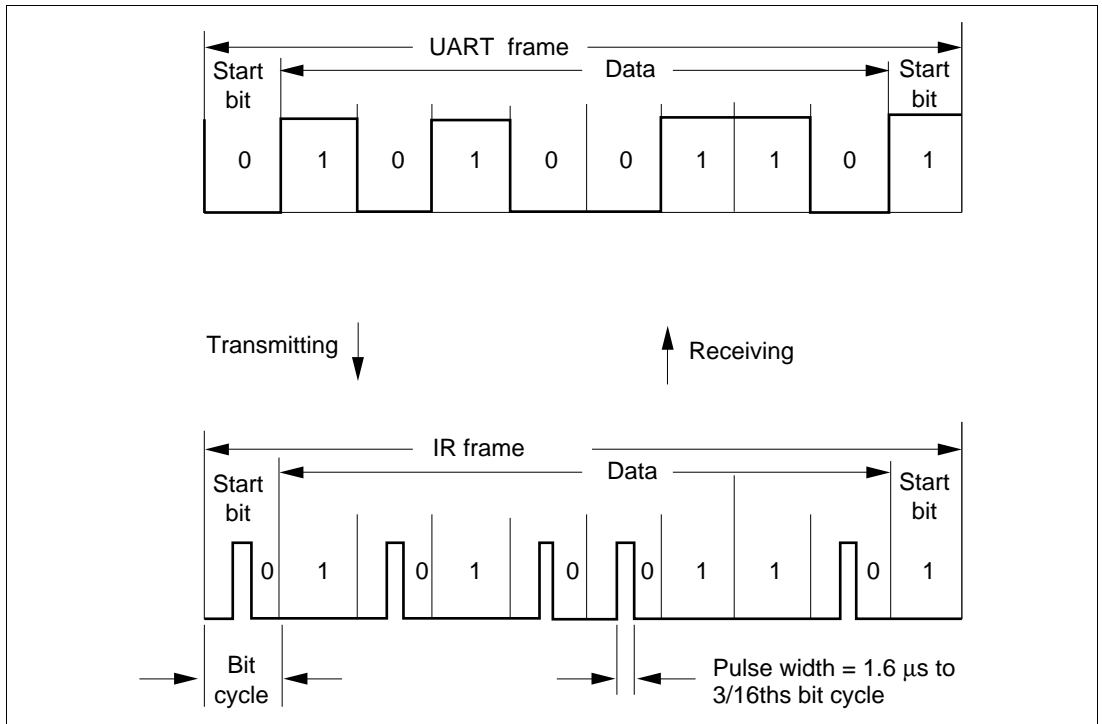 UART frame
Start bit
Data
Start bit
0 1 0 1 0 0 1 1 0 1
Transmitting
Receiving
IR frame
Start bit
Data
Start bit
0 1 0 1 0 0 1 1 0 1
Bit cycle
Pulse width = 1.6 µs to
3/16ths bit cycle